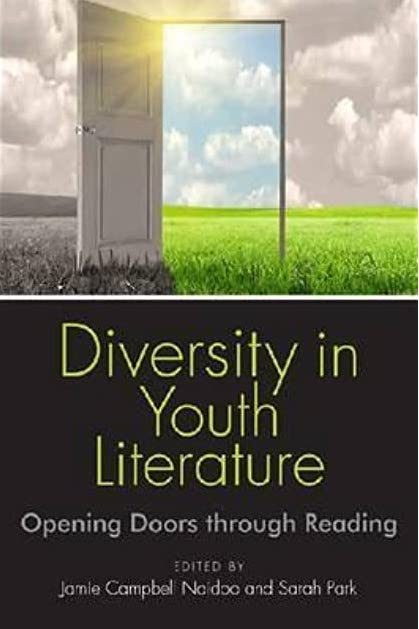 Diversity in
Youth
Literature
Opening Doors through Reading
EDITED BY
Jamie Campbell Naidoo and Sarah Park